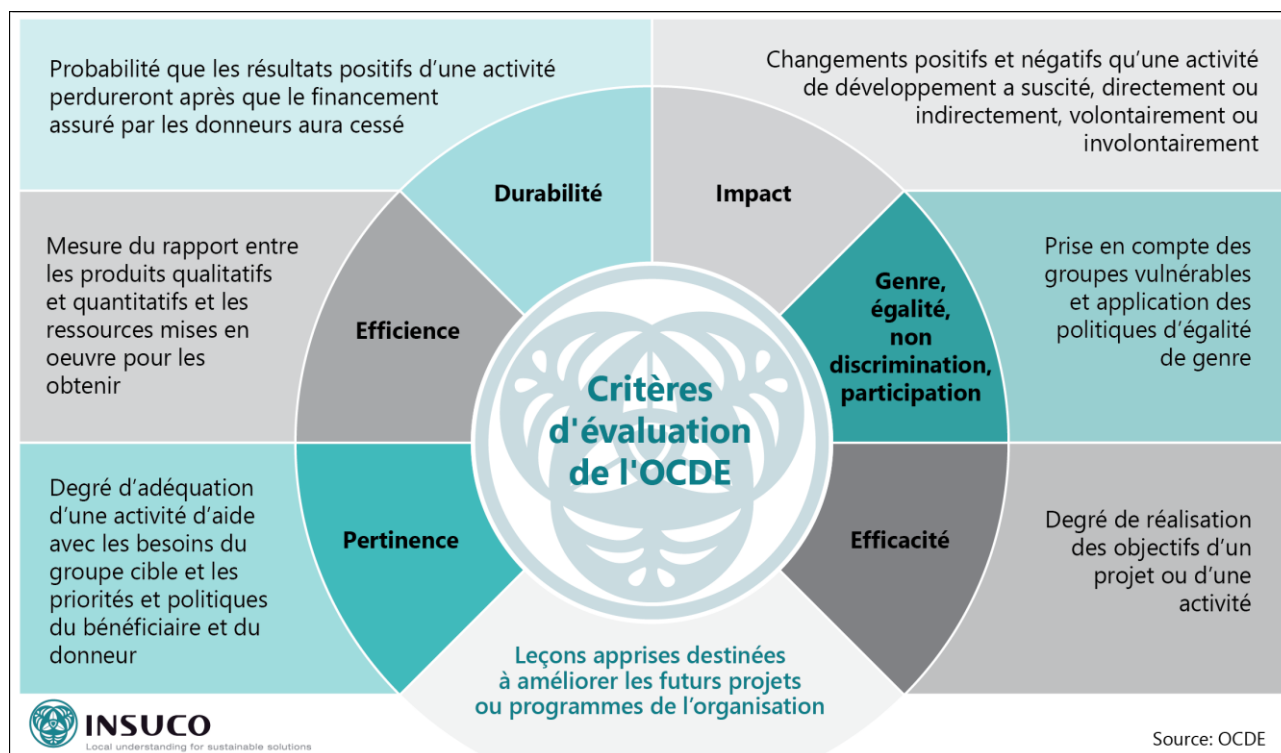 Probabilité que les résultats positifs d'une activité
perdureront après que le financement
assuré par les donneurs aura cessé
Changements positifs et négatifs qu'une activité
de développement a suscité, directement ou
indirectement, volontairement ou
involontairement
Durabilité
Impact
Mesure du rapport entre
les produits qualitatifs
et quantitatifs et les
ressources mises en
oeuvre pour les
obtenir
Efficience
Genre,
égalité,
non
discrimination,
participation
Prise en compte des
groupes vulnérables
et application des
politiques d'égalité
de genre
Critères
d'évaluation
de l'OCDE
Degré d'adéquation
d'une activité d'aide
avec les besoins du
groupe cible et les
priorités et politiques
du bénéficiaire et du
donneur
Pertinence
Efficacité
Degré de réalisation
des objectifs d'un
projet ou d'une
activité
Leçons apprises destinées
à améliorer les futurs projets
ou programmes de l'organisation
INSUCO
Local understanding for sustainable solutions
Source: OCDE